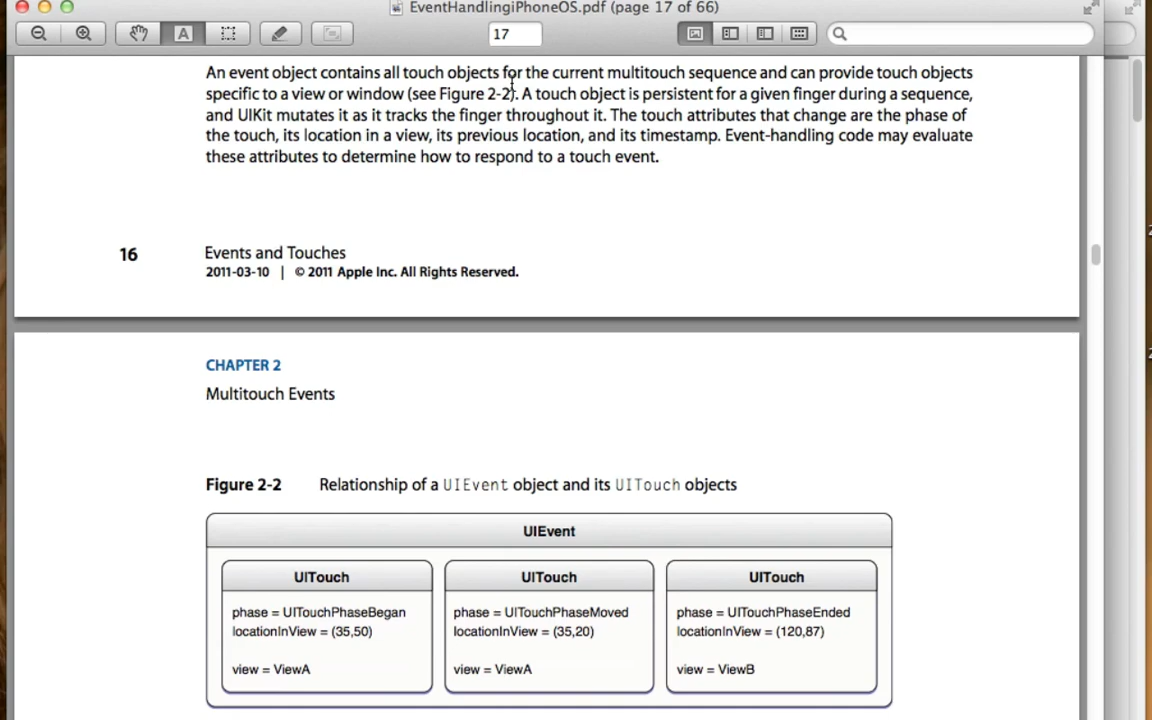 EventHandlingiPhoneOS.pdf (page 17 of 66)
17
An event object contains all touch objects for the current multitouch sequence and can provide touch objects
specific to a view or window (see Figure 2-2). A touch object is persistent for a given finger during a sequence,
and UIKit mutates it as it tracks the finger throughout it. The touch attributes that change are the phase of
the touch, its location in a view, its previous location, and its timestamp. Event-handling code may evaluate
these attributes to determine how to respond to a touch event.
16 Events and Touches
2011-03-10 | © 2011 Apple Inc. All Rights Reserved.
CHAPTER 2
Multitouch Events
Figure 2-2 Relationship of a UIEvent object and its UITouch objects
UIEvent
UITouch UITouch UITouch
phase = UITouchPhaseBegan phase = UITouchPhaseMoved phase = UITouchPhaseEnded
locationInView = (35,50) locationInView = (35,20) locationInView = (120,87)
view = ViewA view = ViewA view = ViewB